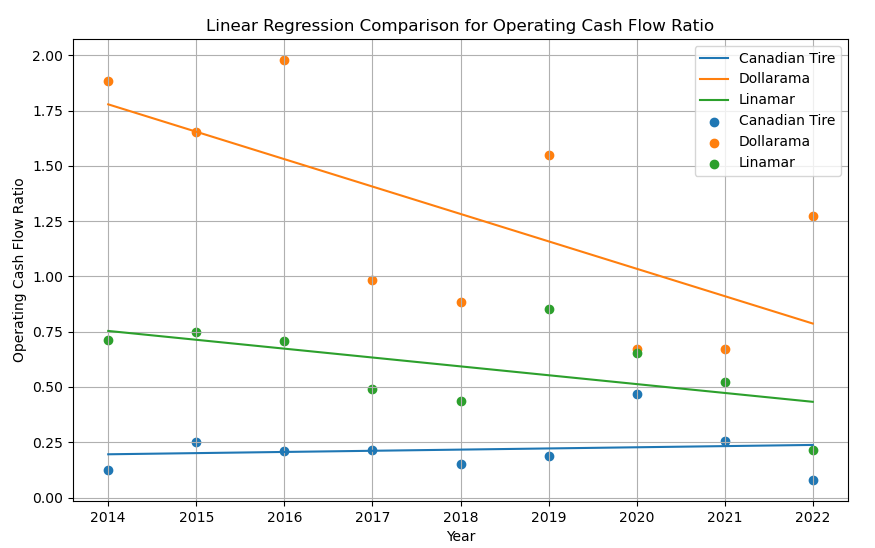 Linear Regression Comparison for Operating Cash Flow Ratio
Canadian Tire
Dollarama
Linamar
Canadian Tire
Dollarama
Linamar
Operating Cash Flow Ratio
2.00
1.75
1.50
1.25
1.00
0.75
0.50
0.25
0.00
2014 2015 2016 2017 2018 2019 2020 2021 2022
Year